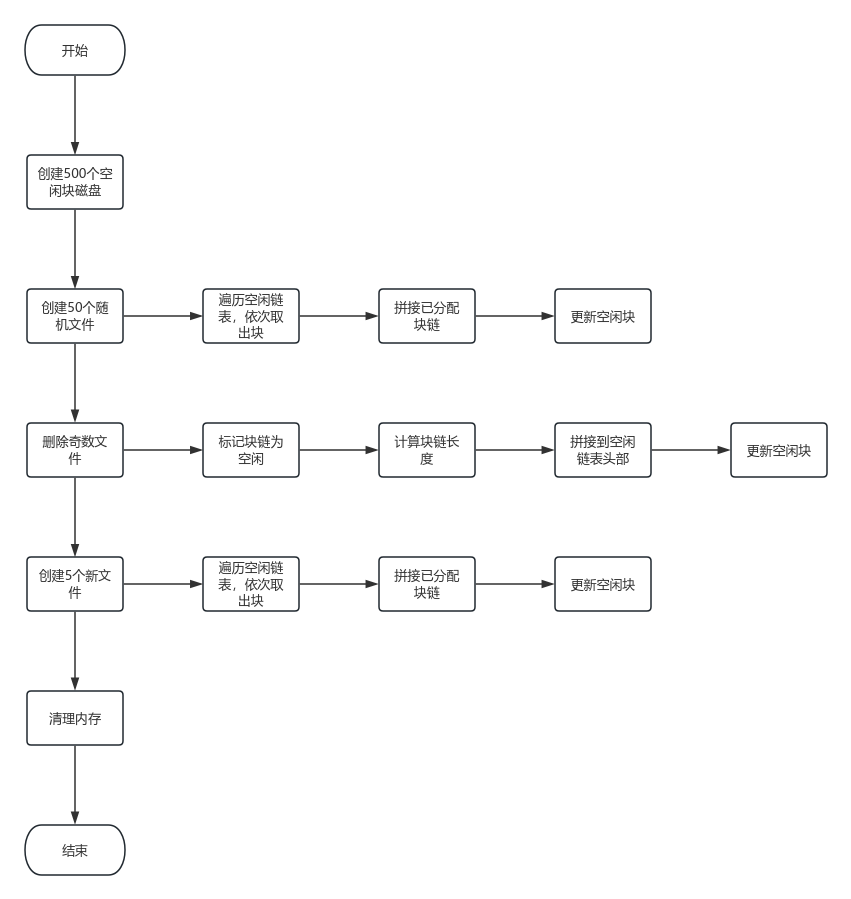 开始
创建500个空
闲块磁盘
创建50个随
机文件
遍历空闲链
表，依次取
出块
拼接已分配
块链
更新空闲块
删除奇数文
件
标记块链为
空闲
计算块链长
度
拼接到空闲
链表头部
更新空闲块
创建5个新文
件
遍历空闲链
表，依次取
出块
拼接已分配
块链
更新空闲块
清理内存
结束